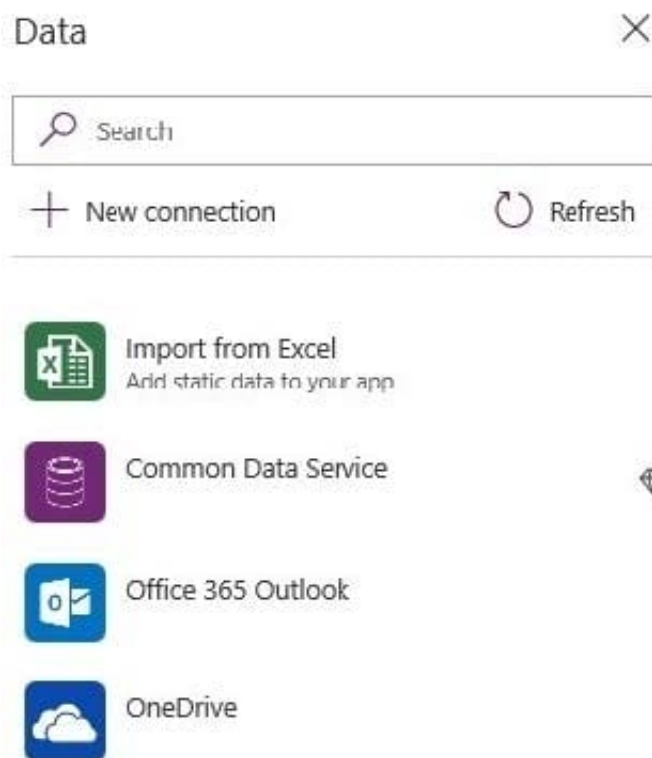 Data
Search
New connection
Refresh
Import from Excel
Add static data to your app
Common Data Service
Office 365 Outlook
OneDrive